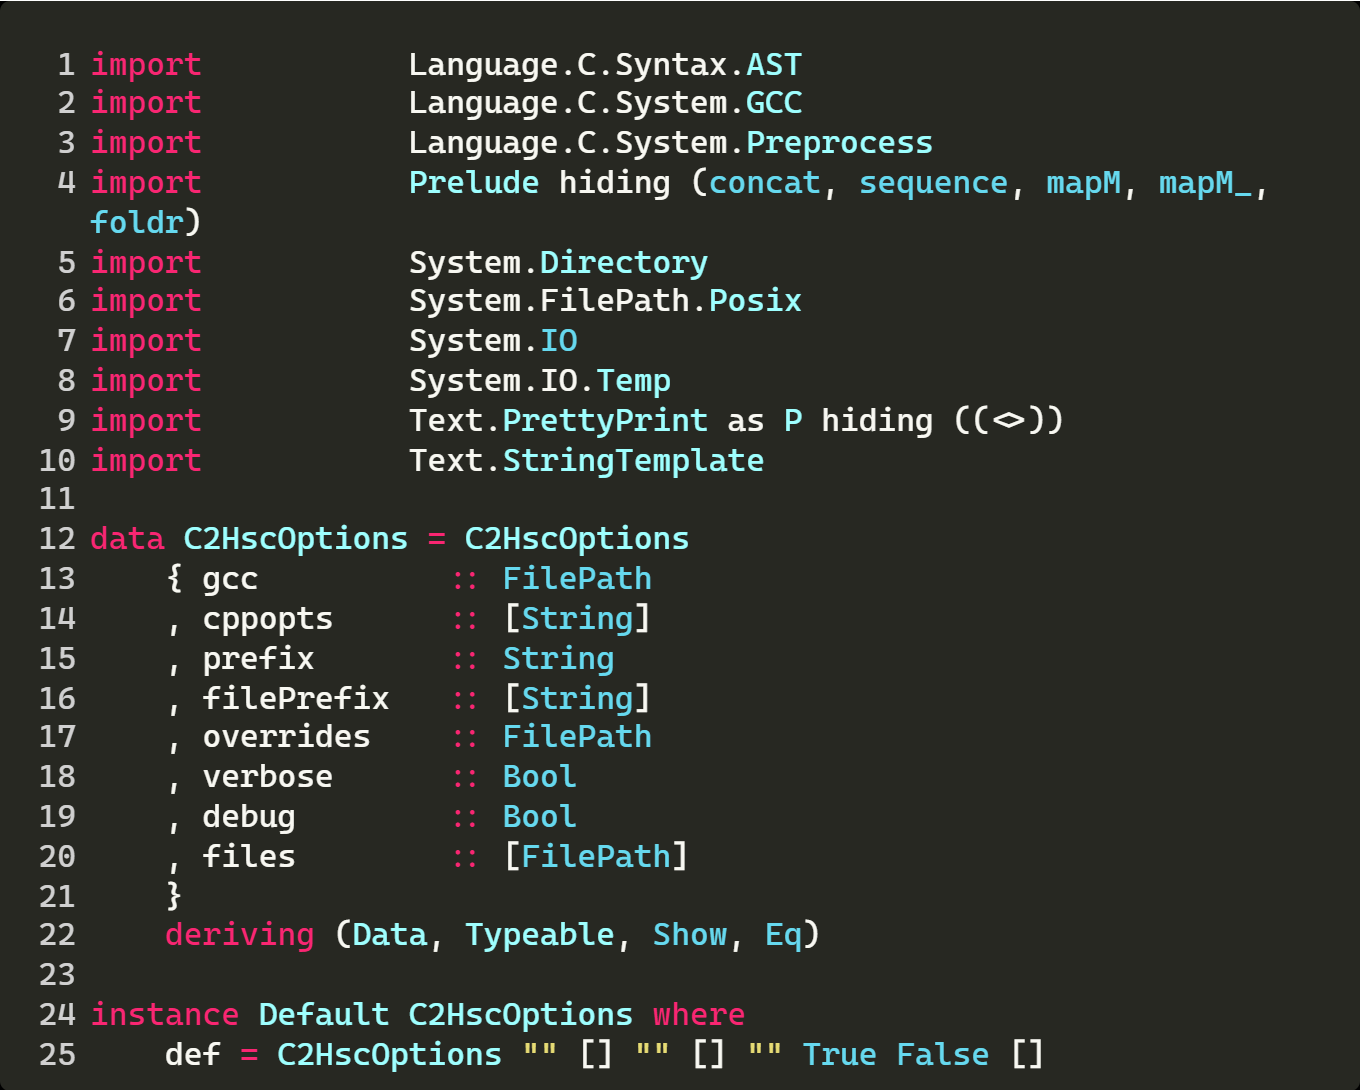 1 import           Language.C.Syntax.AST
2 import           Language.C.System.GCC
3 import           Language.C.System.Preprocess
4 import           Prelude hiding (concat, sequence, mapM, mapM_,
foldr)
5 import           System.Directory
6 import           System.FilePath.Posix
7 import           System.IO
8 import           System.IO.Temp
9 import           Text.PrettyPrint as P hiding ((<>))
10 import           Text.StringTemplate
11
12 data C2HscOptions = C2HscOptions
13     { gcc          :: FilePath
14     , cppopts      :: [String]
15     , prefix       :: String
16     , filePrefix   :: [String]
17     , overrides    :: FilePath
18     , verbose      :: Bool
19     , debug        :: Bool
20     , files        :: [FilePath]
21     }
22     deriving (Data, Typeable, Show, Eq)
23
24 instance Default C2HscOptions where
25     def = C2HscOptions "" [] "" [] "" True False []